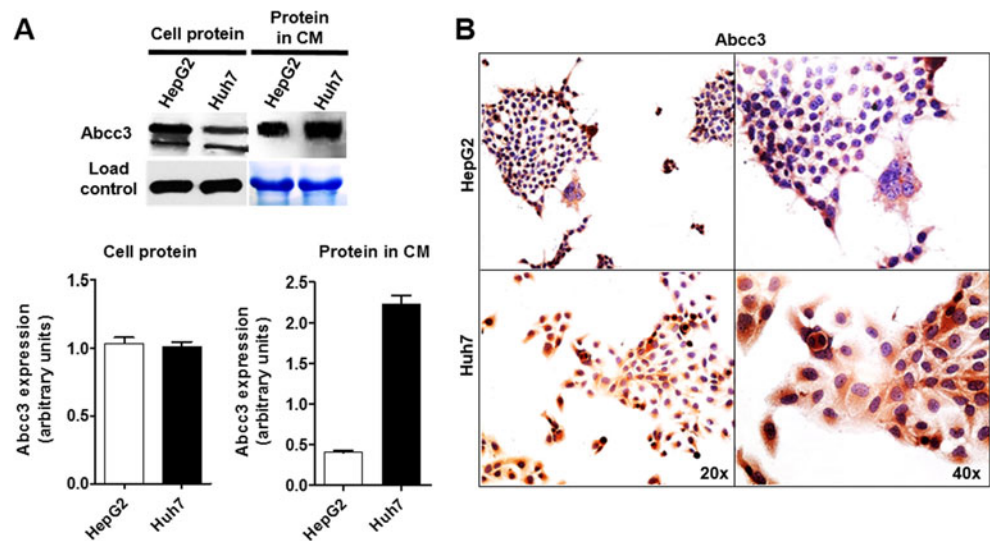 A
Cell protein
Protein
in CM
HepG2
Huh7
HepG2
Huh7
Abcc3
Load
control
Cell protein
Abcc3 expression
(arbitrary units)
1.5
1.0
0.5
0.0
HepG2
Huh7
Protein in CM
Abcc3 expression
(arbitrary units)
2.5
2.0
1.5
1.0
0.5
0.0
HepG2
Huh7
B
Abcc3
HepG2
Huh7
20x
40x